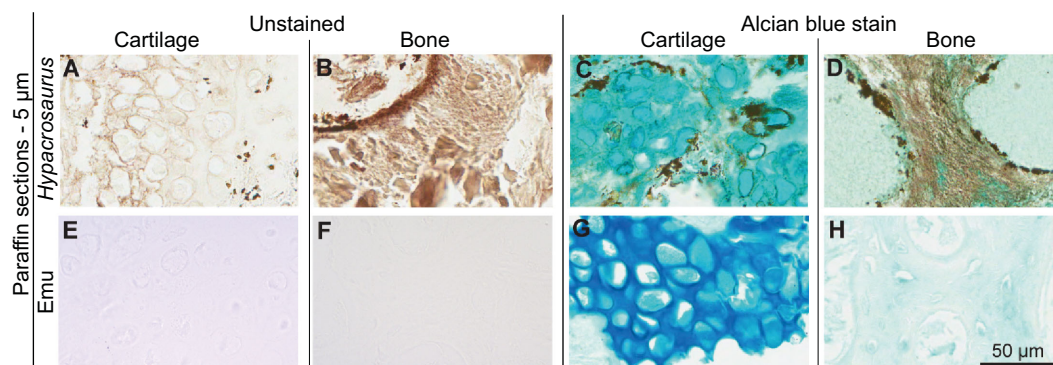 Unstained
Alcian blue stain
Cartilage
Bone
Cartilage
Bone
Paraffin sections - 5 µm
Hypacrosaurus
A
B
C
D
Emu
E
F
G
H
50 µm